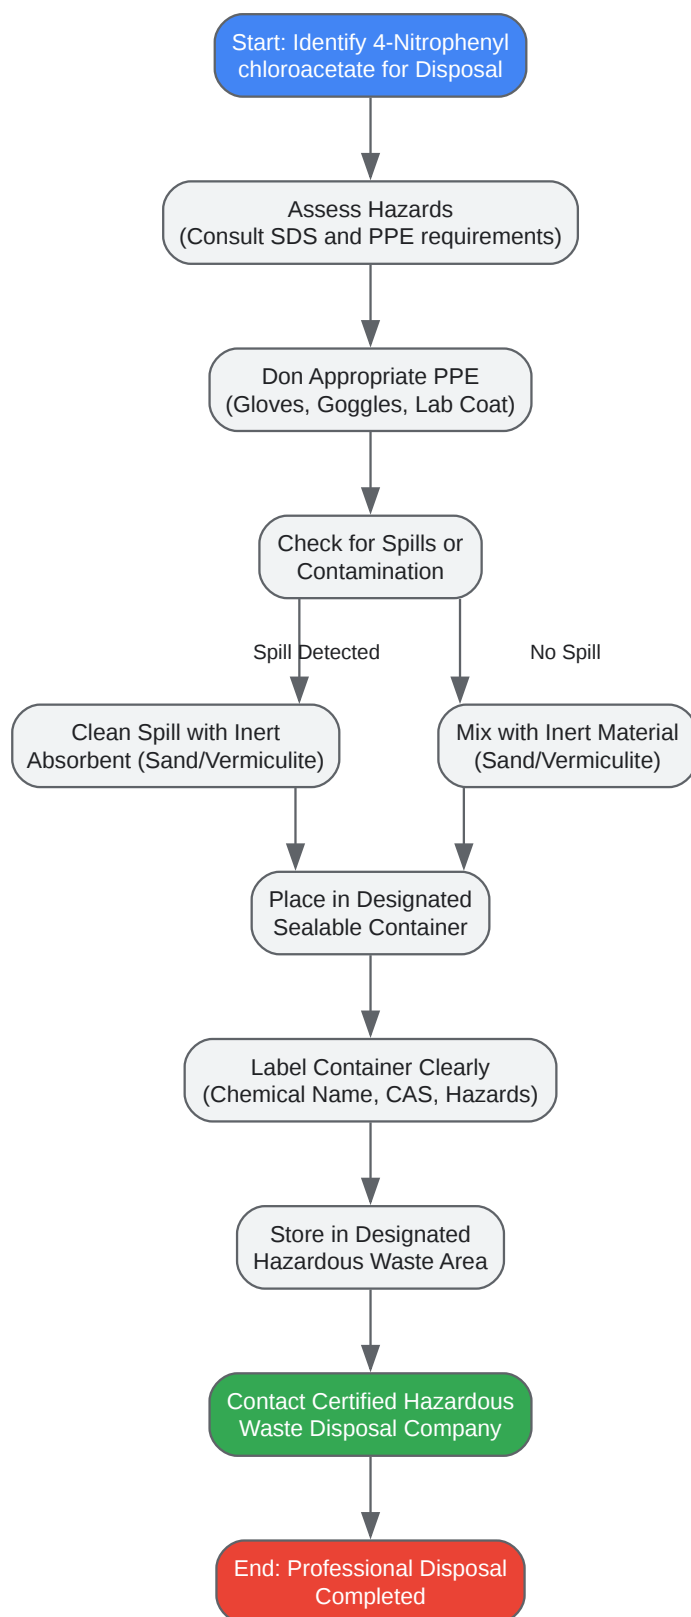 Start: Identify 4-Nitrophenyl
chloroacetate for Disposal
Assess Hazards
(Consult SDS and PPE requirements)
Don Appropriate PPE
(Gloves, Goggles, Lab Coat)
Check for Spills or
Contamination
Spill Detected
No Spill
Clean Spill with Inert
Absorbent (Sand/Vermiculite)
Mix with Inert Material
(Sand/Vermiculite)
Place in Designated
Sealable Container
Label Container Clearly
(Chemical Name, CAS, Hazards)
Store in Designated
Hazardous Waste Area
Contact Certified Hazardous
Waste Disposal Company
End: Professional Disposal
Completed